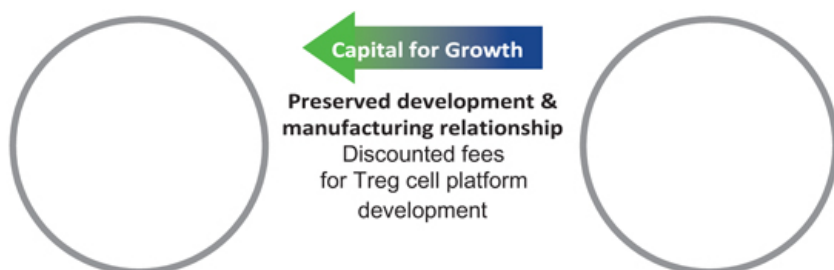 Capital for Growth
Preserved development &
manufacturing relationship
Discounted fees
for Treg cell platform
development